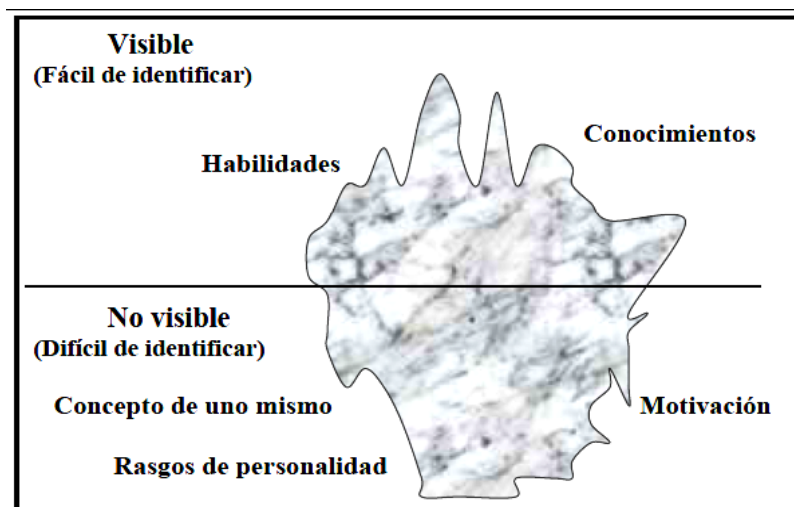 Visible
(Fácil de identificar)
Conocimientos
Habilidades
No visible
(Difícil de identificar)
Concepto de uno mismo
Motivación
Rasgos de personalidad